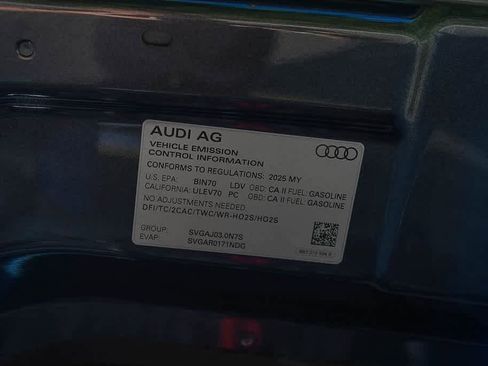 AUDI AG
VEHICLE EMISSION
CONTROL INFORMATION
CONFORMS TO REGULATIONS: 2025 MY
U.S. EPA: BIN70 LDV OBD: CA II FUEL: GASOLINE
CALIFORNIA: ULEV70 PC OBD: CA II FUEL: GASOLINE
NO ADJUSTMENTS NEEDED
DFI/TC/2CAC/TWC/WR-HO2S/HO2S
GROUP: SVGAJ03.0N7S
EVAP: SVGAR0171NDG